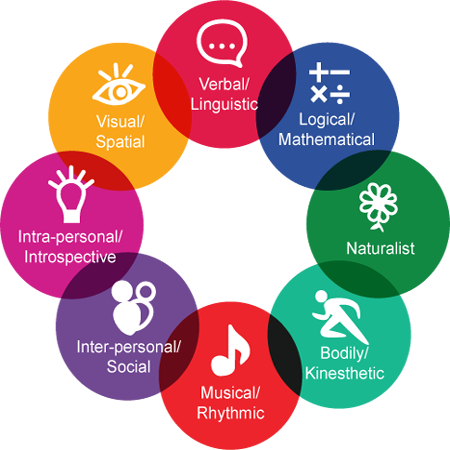 Verbal/
Linguistic
Logical/
Mathematical
Naturalist
Bodily/
Kinesthetic
Musical/
Rhythmic
Inter-personal/
Social
Intra-personal/
Introspective
Visual/
Spatial